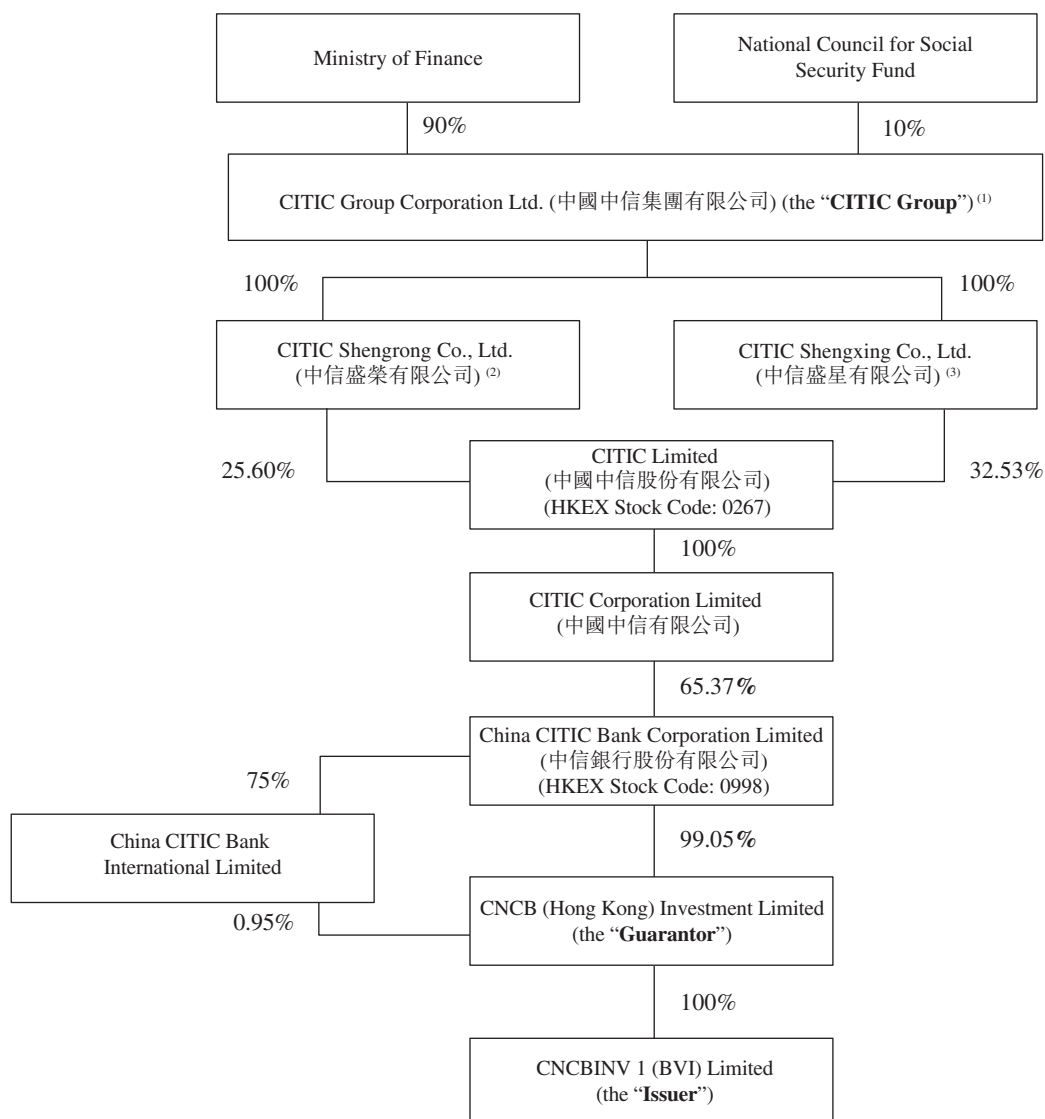 Ministry of Finance
National Council for Social
Security Fund
90%
10%
CITIC Group Corporation Ltd. (中國中信集團有限公司) (the “CITIC Group”) (1)
100%
100%
CITIC Shengrong Co., Ltd.
(中信盛榮有限公司) (2)
CITIC Shengxing Co., Ltd.
(中信盛星有限公司) (3)
25.60%
CITIC Limited
(中國中信股份有限公司)
(HKEX Stock Code: 0267)
32.53%
100%
CITIC Corporation Limited
(中國中信有限公司)
65.37%
China CITIC Bank Corporation Limited
(中信銀行股份有限公司)
(HKEX Stock Code: 0998)
75%
China CITIC Bank
International Limited
99.05%
0.95%
CNCB (Hong Kong) Investment Limited
(the “Guarantor”)
100%
CNCBINV 1 (BVI) Limited
(the “Issuer”)